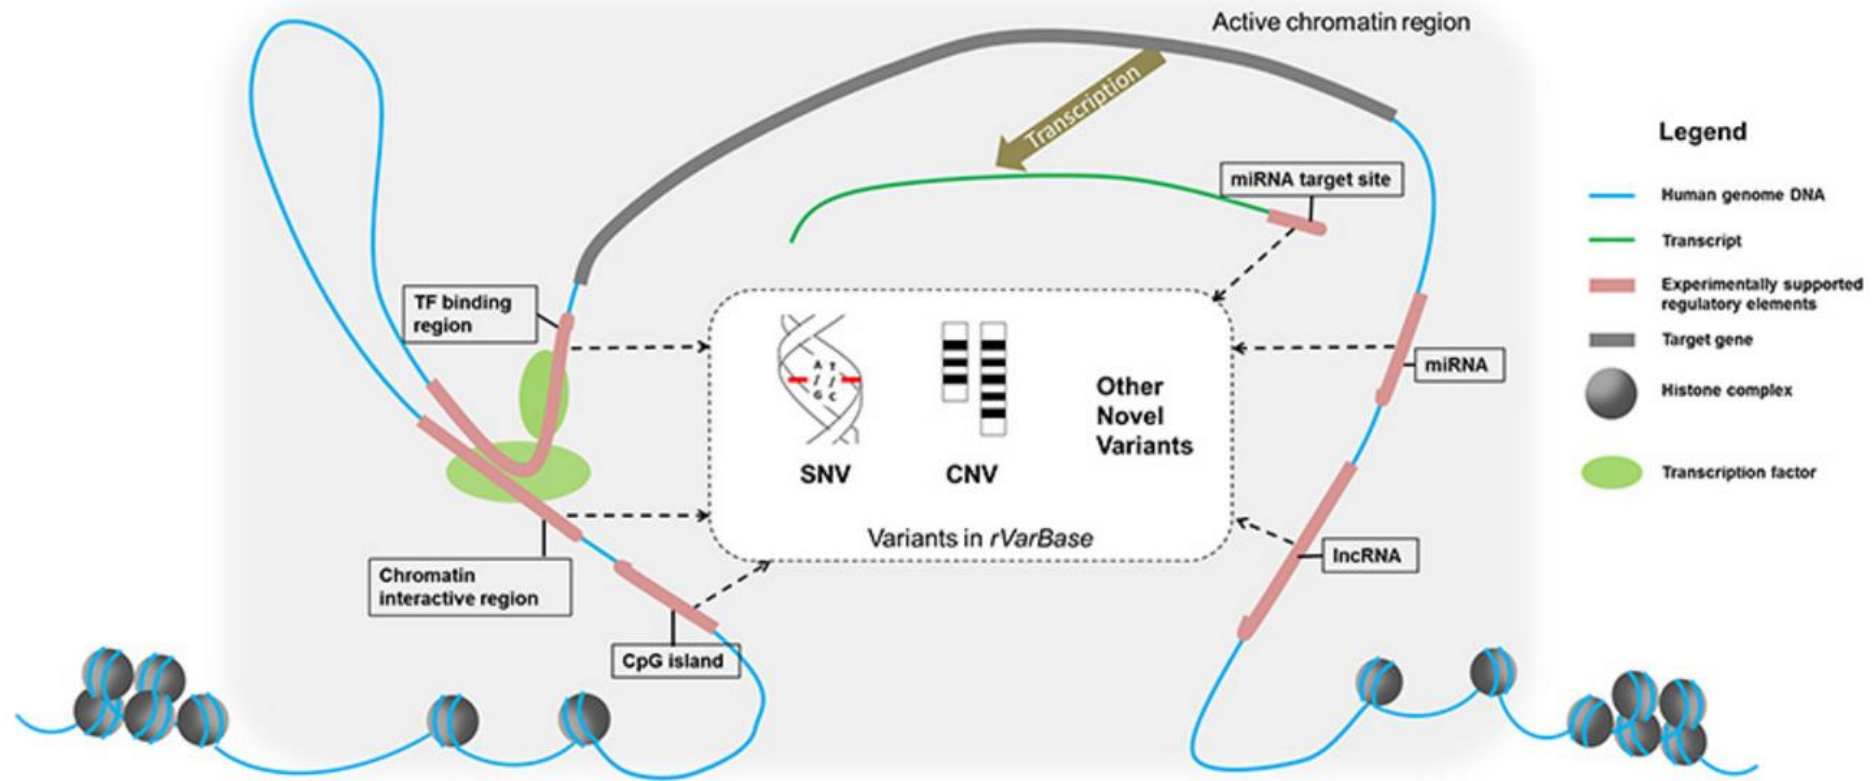 Active chromatin region
Transcription
miRNA target site
TF binding
region
miRNA
lncRNA
Chromatin
interactive region
CpG island
A T
G C
SNV
CNV
Other
Novel
Variants
Variants in rVarBase
Legend
Human genome DNA
Transcript
Experimentally supported
regulatory elements
Target gene
Histone complex
Transcription factor